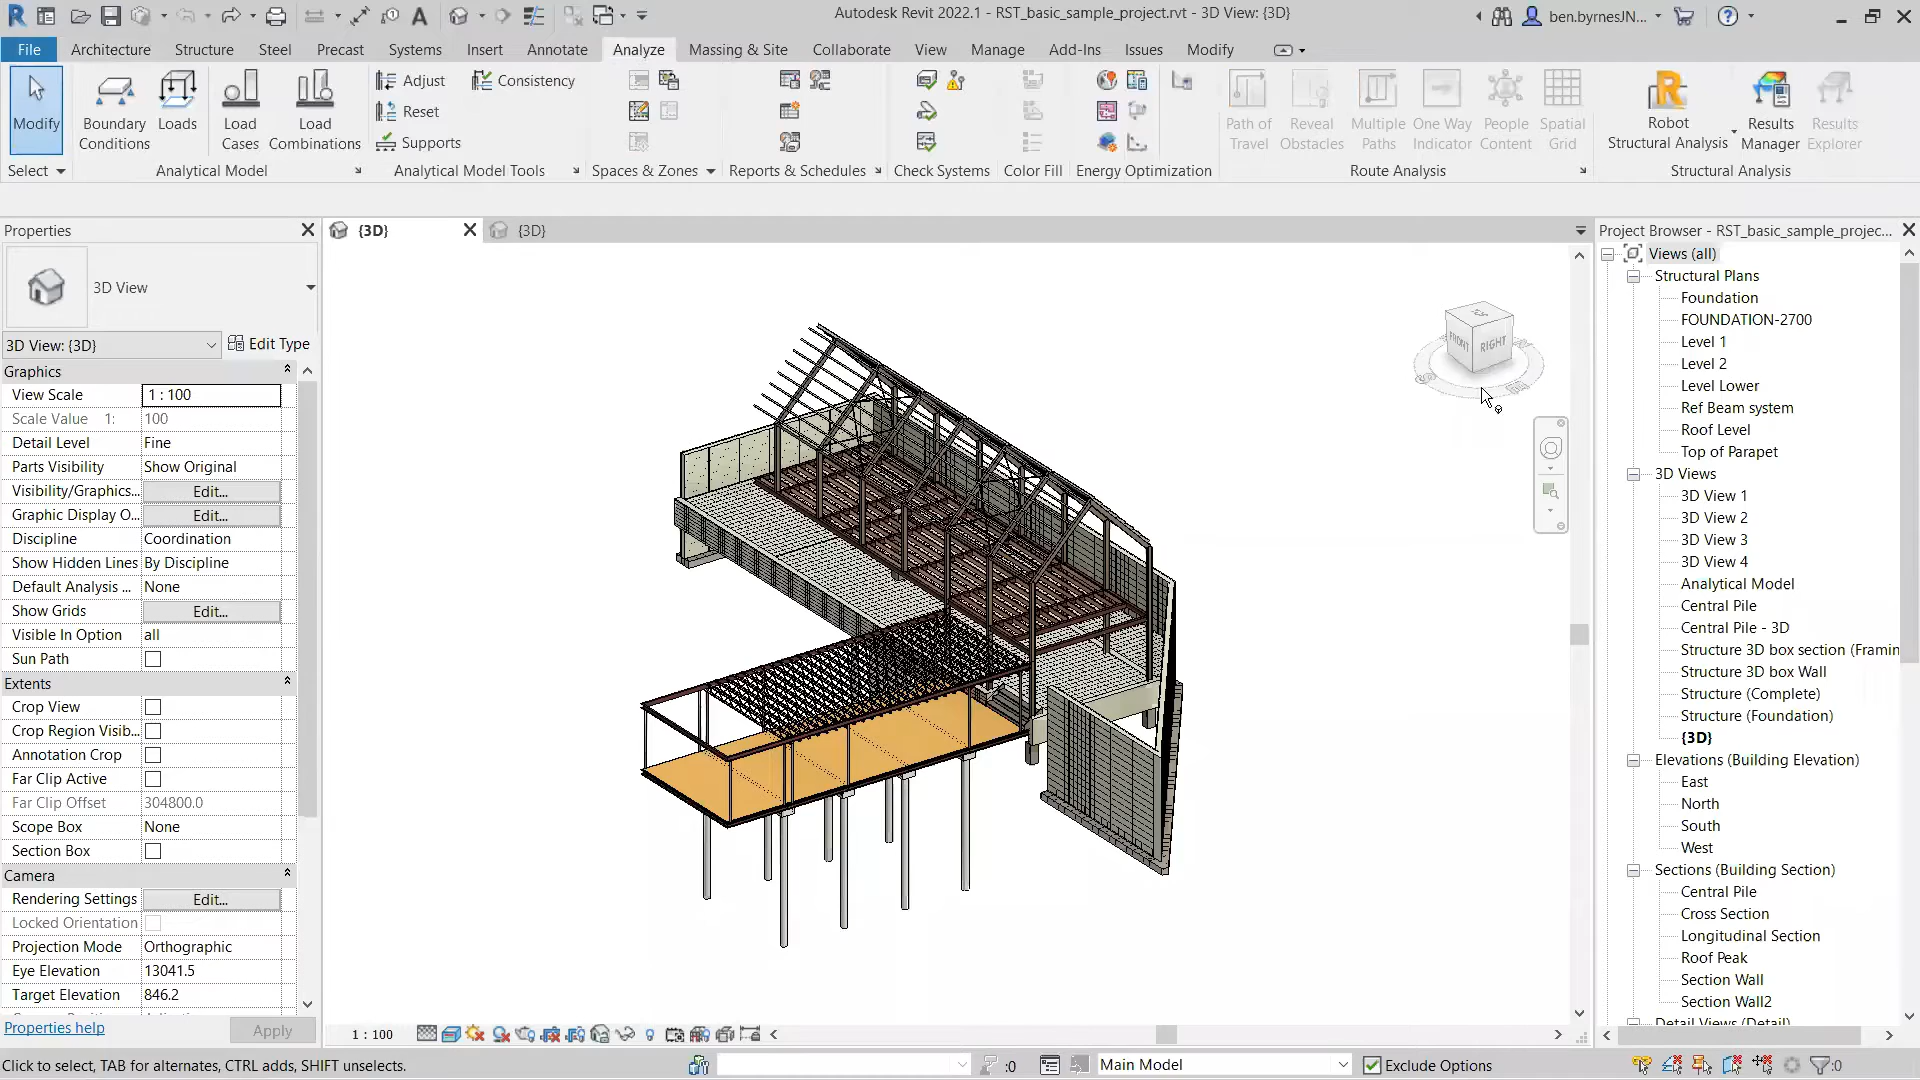 Autodesk Revit 2022.1 - RST_basic_sample_project.rvt - 3D View: {3D}
ben.byrnesJN...
File
Architecture
Structure
Steel
Precast
Systems
Insert
Annotate
Analyze
Massing & Site
Collaborate
View
Manage
Add-Ins
Issues
Modify
Modify
Boundary
Conditions
Loads
Load
Cases
Load
Combinations
Adjust
Reset
Supports
Consistency
Path of
Travel
Reveal
Obstacles
Multiple
Paths
One Way
Indicator
People
Content
Spatial
Grid
Robot
Structural Analysis
Results
Manager
Results
Explorer
Select
Analytical Model
Analytical Model Tools
Spaces & Zones
Reports & Schedules
Check Systems
Color Fill
Energy Optimization
Route Analysis
Structural Analysis
Properties
3D View
3D View: {3D}
Edit Type
Graphics
View Scale 1 : 100
Scale Value 1: 100
Detail Level Fine
Parts Visibility Show Original
Visibility/Graphics... Edit...
Graphic Display O... Edit...
Discipline Coordination
Show Hidden Lines By Discipline
Default Analysis ... None
Show Grids Edit...
Visible In Option all
Sun Path
Extents
Crop View
Crop Region Visib...
Annotation Crop
Far Clip Active
Far Clip Offset 304800.0
Scope Box None
Section Box
Camera
Rendering Settings Edit...
Locked Orientation
Projection Mode Orthographic
Eye Elevation 13041.5
Target Elevation 846.2
Properties help
Apply
{3D}
{3D}
TOP
FRONT
RIGHT
1 : 100
Project Browser - RST_basic_sample_projec...
Views (all)
Structural Plans
Foundation
FOUNDATION-2700
Level 1
Level 2
Level Lower
Ref Beam system
Roof Level
Top of Parapet
3D Views
3D View 1
3D View 2
3D View 3
3D View 4
Analytical Model
Central Pile
Central Pile - 3D
Structure 3D box section (Framin
Structure 3D box Wall
Structure (Complete)
Structure (Foundation)
{3D}
Elevations (Building Elevation)
East
North
South
West
Sections (Building Section)
Central Pile
Cross Section
Longitudinal Section
Roof Peak
Section Wall
Section Wall2
Detail Views (Detail)
Click to select, TAB for alternates, CTRL adds, SHIFT unselects.
:0
Main Model
Exclude Options
:0